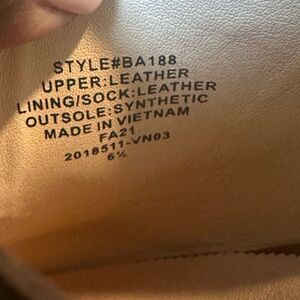 STYLE#BA188
UPPER:LEATHER
LINING/SOCK:LEATHER
OUTSOLE:SYNTHETIC
MADE IN VIETNAM
FA21
2018511-VN03
6½